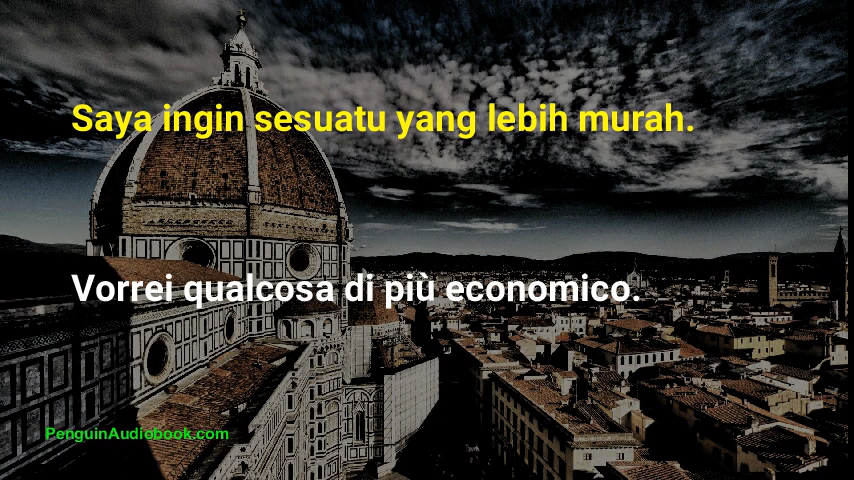 Saya ingin sesuatu yang lebih murah.
Vorrei qualcosa di più economico.
PenguinAudiobook.com